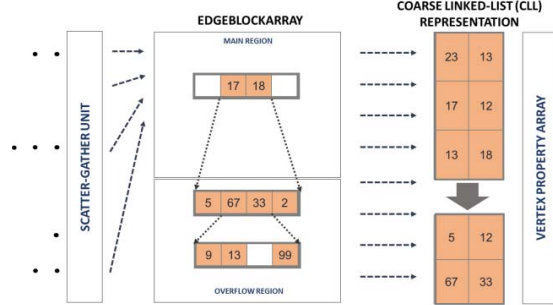 COARSE LINKED-LIST (CLL)
REPRESENTATION
EDGEBLOCKARRAY
MAIN REGION
SCATTER-GATHER UNIT
17 18
5 67 33 2
9 13 99
OVERFLOW REGION
23 13
17 12
13 18
5 12
67 33
VERTEX PROPERTY ARRAY